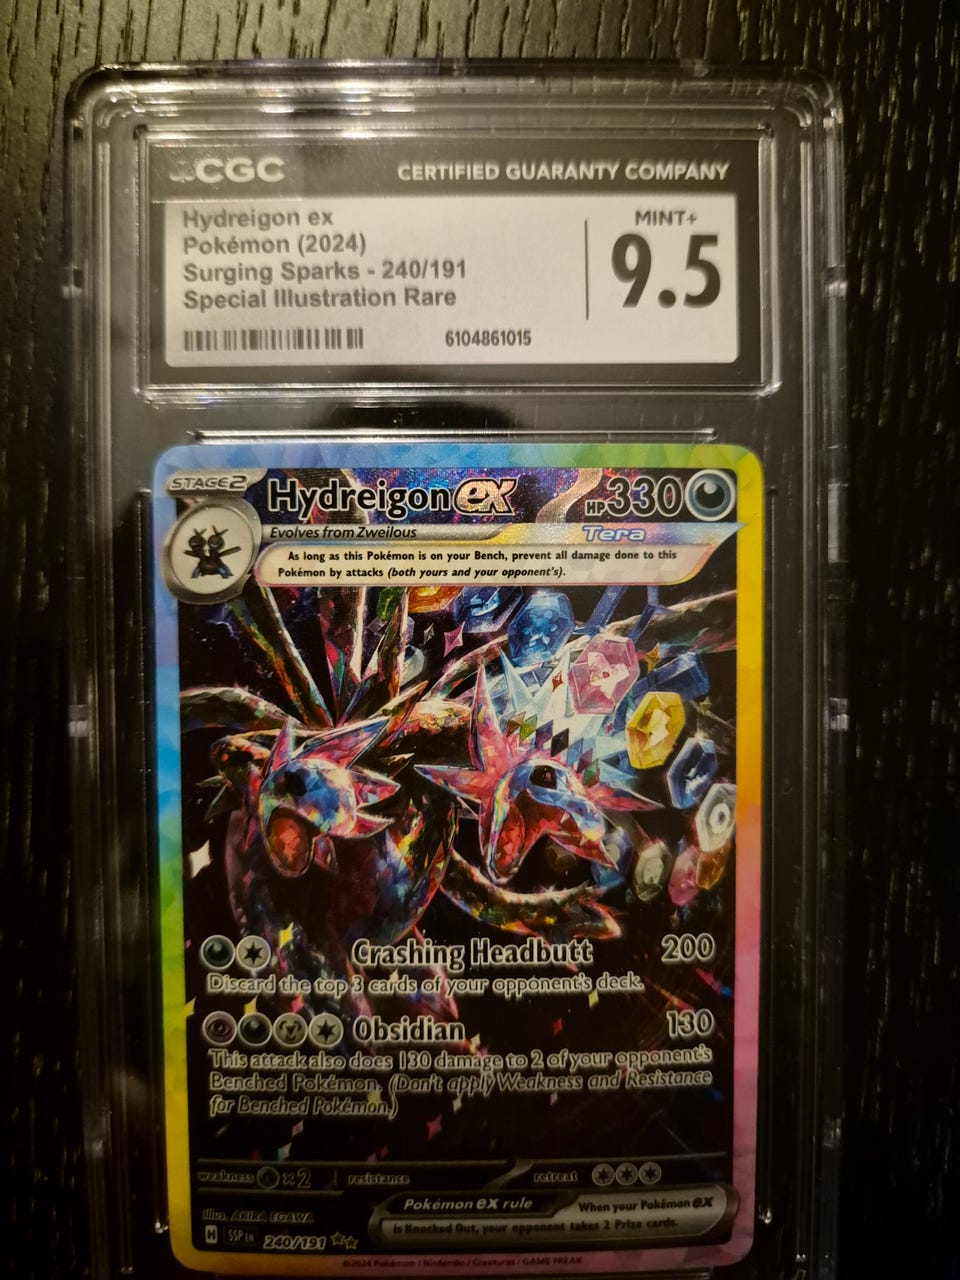 CGC
CERTIFIED GUARANTY COMPANY
Hydreigon ex
Pokémon (2024)
Surging Sparks - 240/191
Special Illustration Rare
MINT+
9.5
6104861015
STAGE2
Hydreigon ex
HP330
Evolves from Zweilous
Tera
As long as this Pokémon is on your Bench, prevent all damage done to this
Pokémon by attacks (both yours and your opponent's).
Crashing Headbutt 200
Discard the top 3 cards of your opponent's deck.
Obsidian 130
This attack also does 130 damage to 2 of your opponent's
Benched Pokémon. (Don't apply Weakness and Resistance
for Benched Pokémon.)
weakness ×2 resistance retreat
Pokémon ex rule
When your Pokémon ex
is Knocked Out, your opponent takes 2 Prize cards.
Illus. AKIRA EGAWA
H SSP EN 240/191
©2024 Pokémon / Nintendo / Creatures / GAME FREAK